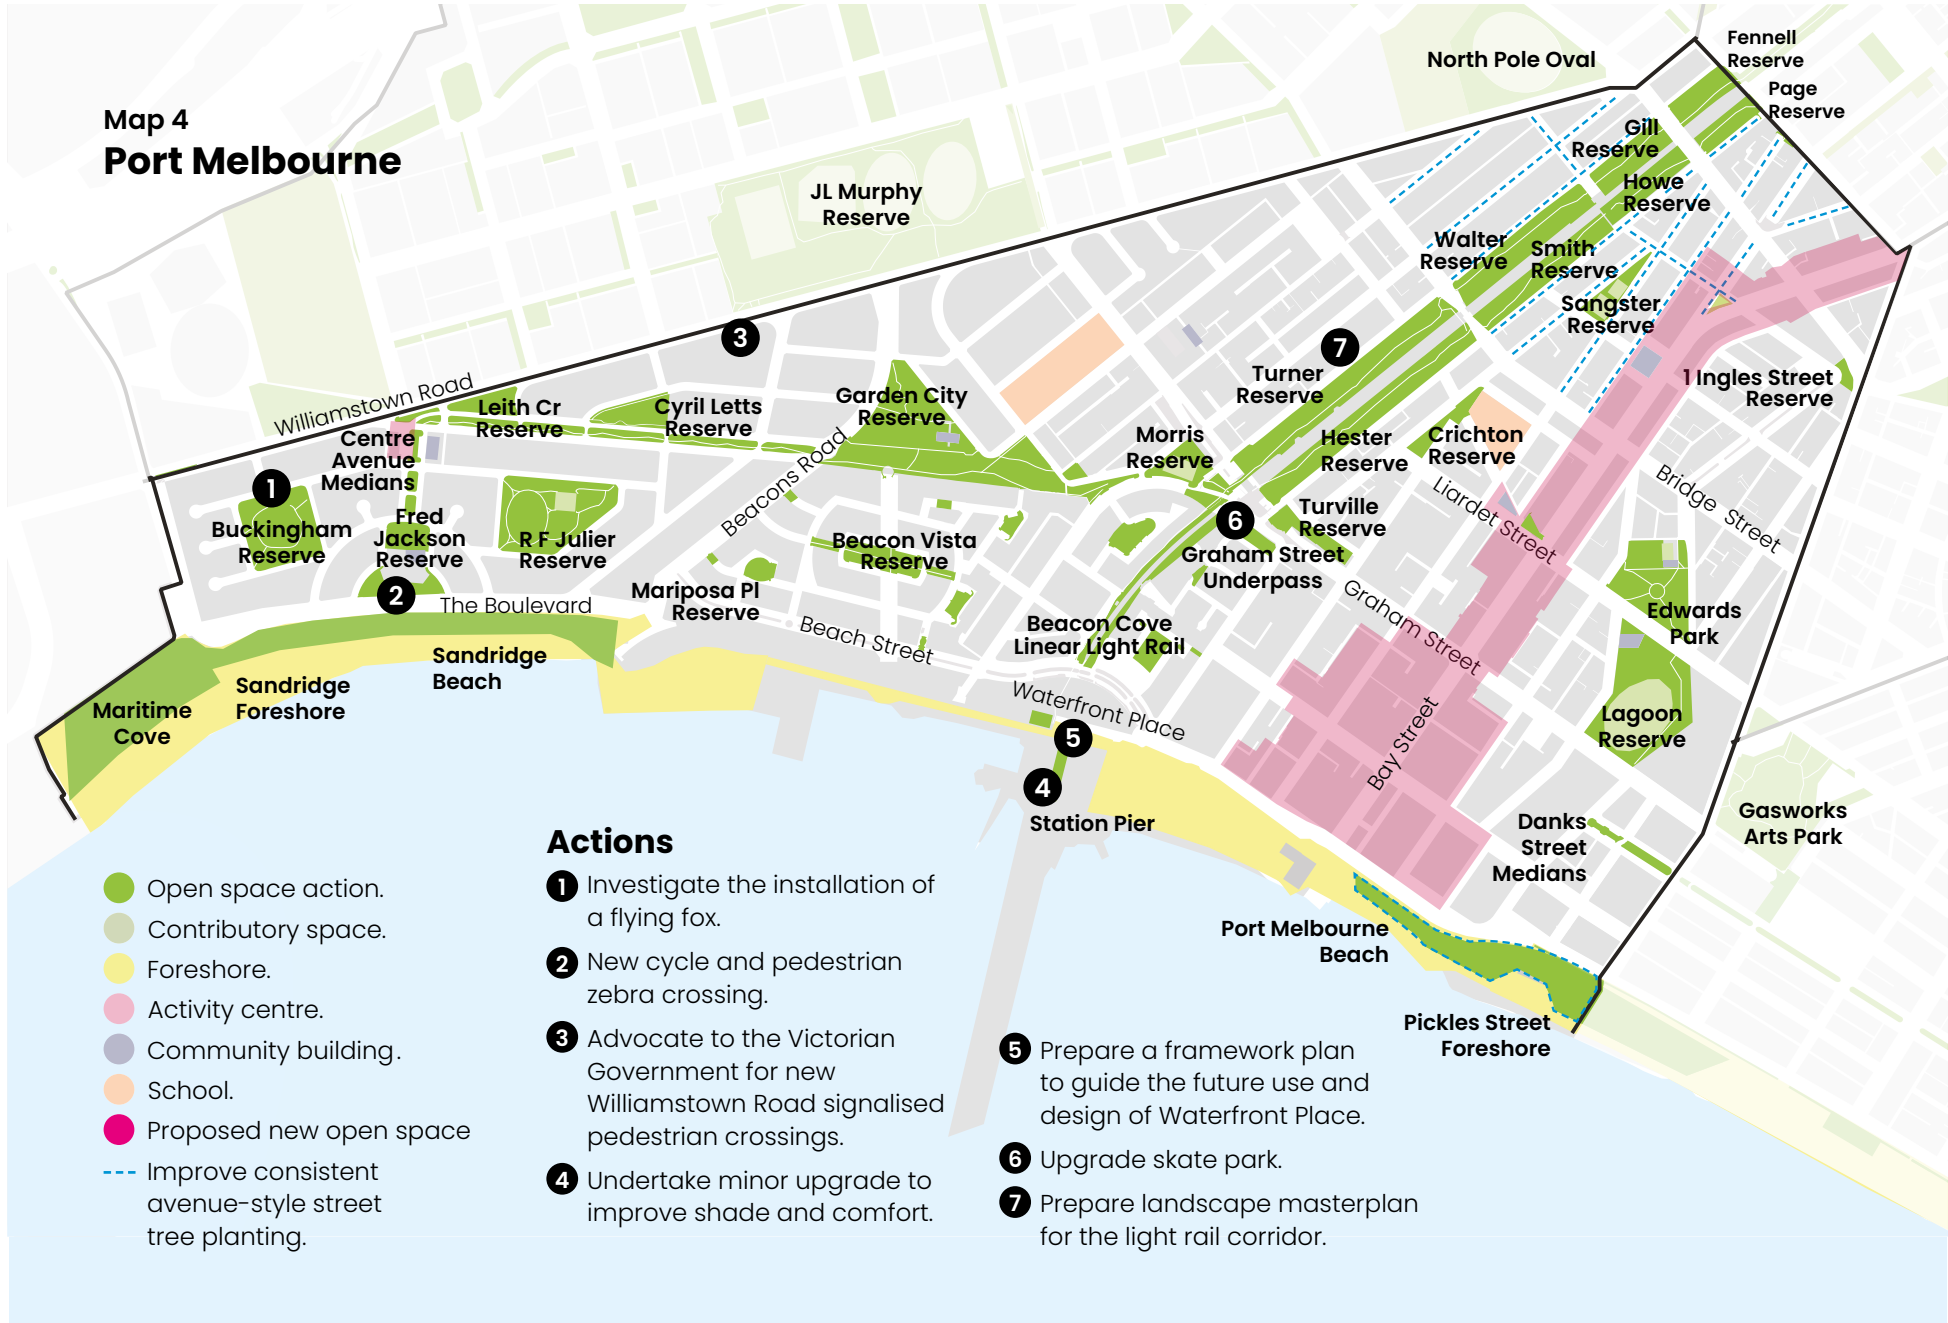 Map 4
Port Melbourne
North Pole Oval
Fennell
Reserve
Page
Reserve
Gill
Reserve
Howe
Reserve
JL Murphy
Reserve
Walter
Reserve
Smith
Reserve
Sangster
Reserve
3
7
Turner
Reserve
1 Ingles Street
Reserve
Williamstown Road
Leith Cr
Reserve
Cyril Letts
Reserve
Garden City
Reserve
Centre
Avenue
Medians
Beacons Road
Morris
Reserve
Hester
Reserve
Crichton
Reserve
Liardet Street
Bridge Street
1
Buckingham
Reserve
Fred
Jackson
Reserve
R F Julier
Reserve
Beacon Vista
Reserve
6
Graham Street
Underpass
Turville
Reserve
2
The Boulevard
Mariposa Pl
Reserve
Beach Street
Beacon Cove
Linear Light Rail
Graham Street
Edwards
Park
Sandridge
Beach
Sandridge
Foreshore
Maritime
Cove
Waterfront Place
Bay Street
Lagoon
Reserve
5
4
Station Pier
Danks
Street
Medians
Gasworks
Arts Park
Port Melbourne
Beach
Pickles Street
Foreshore
Open space action.
Contributory space.
Foreshore.
Activity centre.
Community building.
School.
Proposed new open space
Improve consistent
avenue-style street
tree planting.
Actions
1 Investigate the installation of
a flying fox.
2 New cycle and pedestrian
zebra crossing.
3 Advocate to the Victorian
Government for new
Williamstown Road signalised
pedestrian crossings.
4 Undertake minor upgrade to
improve shade and comfort.
5 Prepare a framework plan
to guide the future use and
design of Waterfront Place.
6 Upgrade skate park.
7 Prepare landscape masterplan
for the light rail corridor.